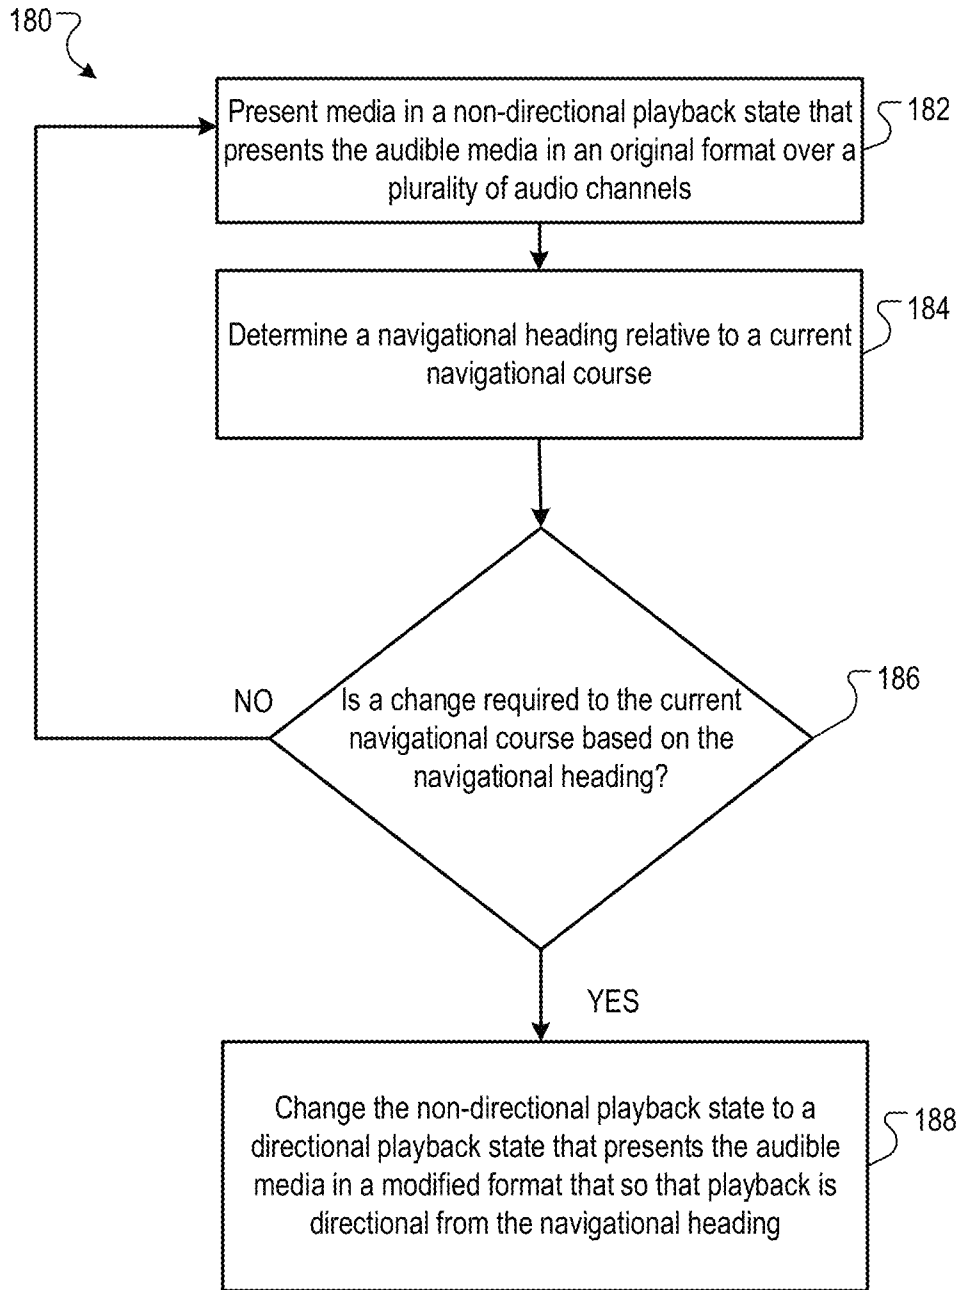 180
Present media in a non-directional playback state that
presents the audible media in an original format over a
plurality of audio channels
182
Determine a navigational heading relative to a current
navigational course
184
Is a change required to the current
navigational course based on the
navigational heading?
186
NO
YES
Change the non-directional playback state to a
directional playback state that presents the audible
media in a modified format that so that playback is
directional from the navigational heading
188